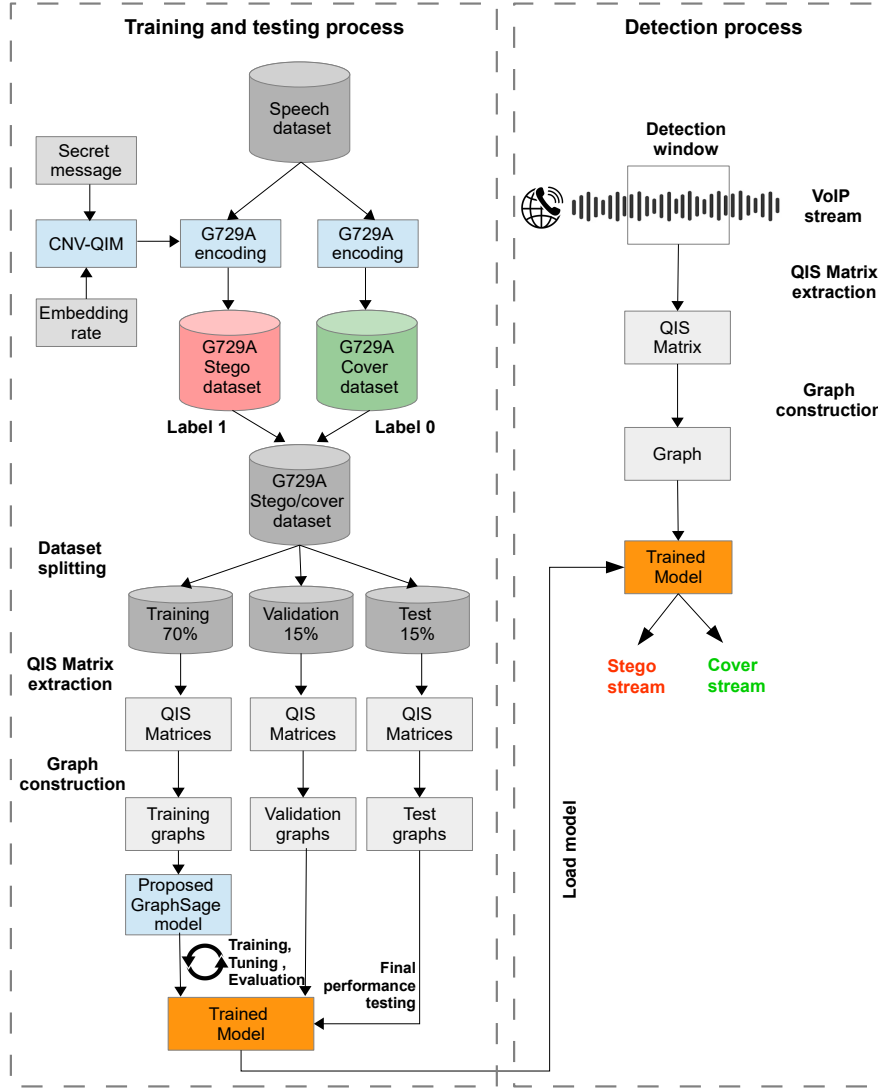 Training and testing process
Speech
dataset
Secret
message
CNV-QIM
G729A
encoding
G729A
encoding
Embedding
rate
G729A
Stego
dataset
G729A
Cover
dataset
Label 1
Label 0
G729A
Stego/cover
dataset
Dataset
splitting
Training
70%
Validation
15%
Test
15%
QIS Matrix
extraction
QIS
Matrices
QIS
Matrices
QIS
Matrices
Graph
construction
Training
graphs
Validation
graphs
Test
graphs
Proposed
GraphSage
model
Training,
Tuning ,
Evaluation
Final
performance
testing
Trained
Model
Load model
Detection process
Detection
window
VoIP
stream
QIS Matrix
extraction
QIS
Matrix
Graph
construction
Graph
Trained
Model
Stego
stream
Cover
stream